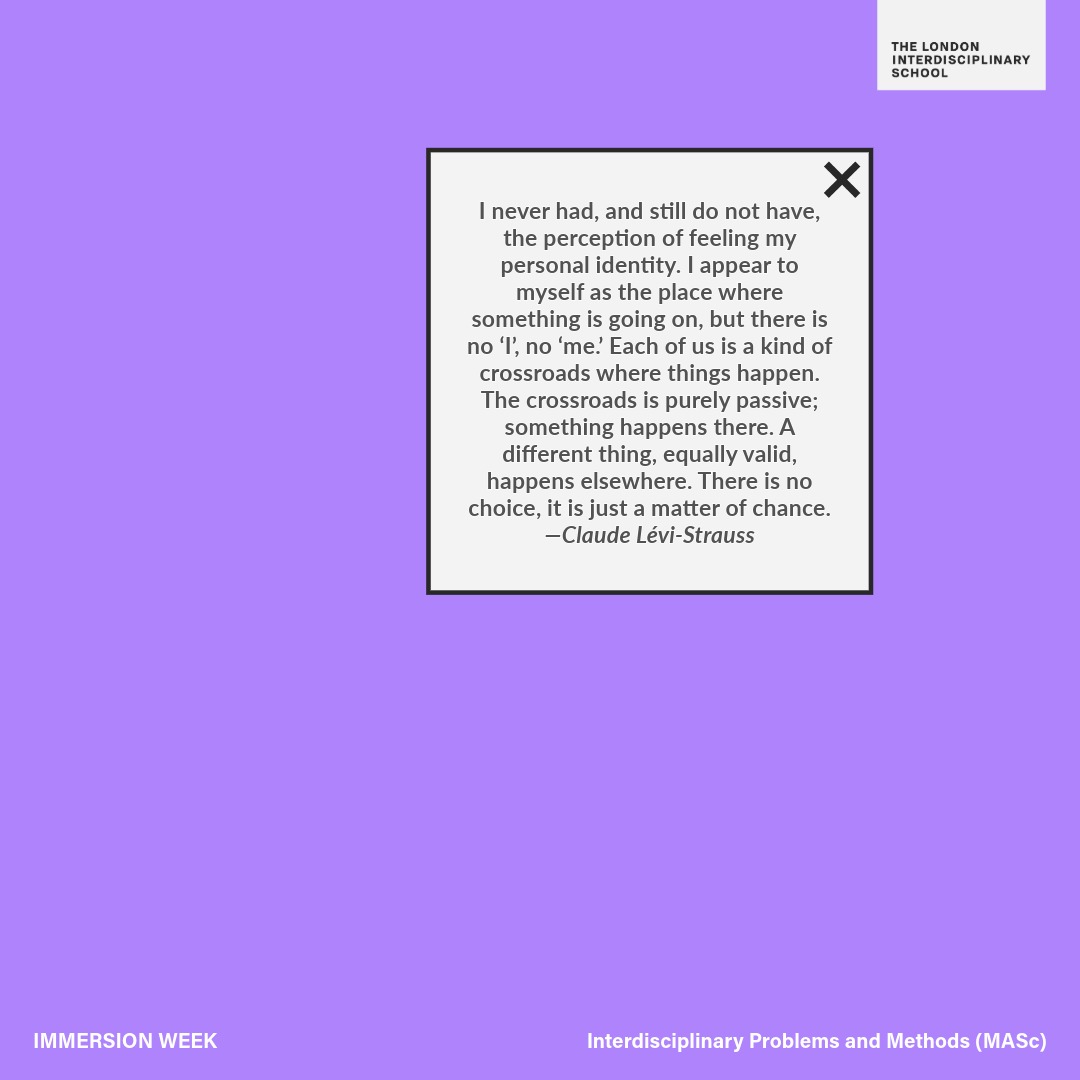 THE LONDON
INTERDISCIPLINARY
SCHOOL
I never had, and still do not have,
the perception of feeling my
personal identity. I appear to
myself as the place where
something is going on, but there is
no ‘I’, no ‘me.’ Each of us is a kind of
crossroads where things happen.
The crossroads is purely passive;
something happens there. A
different thing, equally valid,
happens elsewhere. There is no
choice, it is just a matter of chance.
—Claude Lévi-Strauss
IMMERSION WEEK
Interdisciplinary Problems and Methods (MASc)